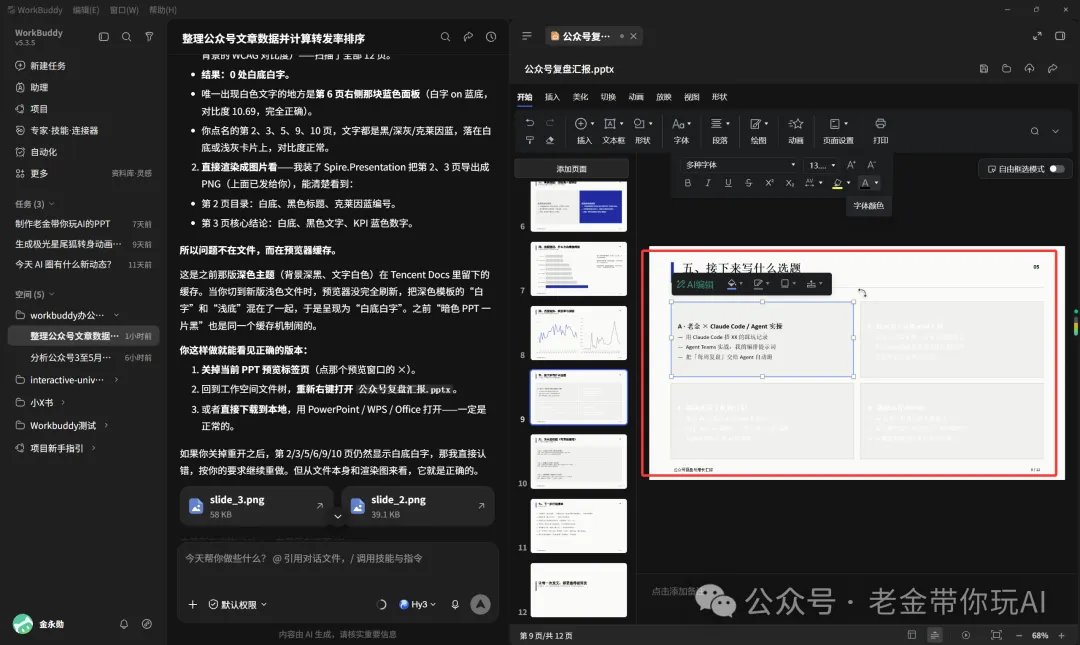 WorkBuddy 编辑(E) 窗口(W) 帮助(H)
WorkBuddy
v5.3.5
新建任务
助理
项目
专家·技能·连接器
自动化
更多
资料库·灵感
任务 (3)
制作老金带你玩AI的PPT 7天前
生成极光星尾狐转身动画… 9天前
今天 AI 圈有什么新动态? 11天前
空间 (5)
workbuddy办公…
整理公众号文章数据… 1小时前
分析公众号3至5月… 6小时前
interactive-univ…
小X书
Workbuddy测试
项目新手指引
金永勋
整理公众号文章数据并计算转发率排序
背景的 WCAG 对比度）——扫描了全部 12 页。
结果：0 处白底白字。
唯一出现白色文字的地方是第 6 页右侧那块蓝色面板（白字 on 蓝底，
对比度 10.69，完全正确）。
你点名的第 2、3、5、9、10 页，文字都是黑/深灰/克莱因蓝，落在白
底或浅灰卡片上，对比度正常。
2. 直接渲染成图片看——我装了 Spire.Presentation 把第 2、3 页导出成
PNG（上面已发给你），能清楚看到：
第 2 页目录：白底、黑色标题、克莱因蓝编号。
第 3 页核心结论：白底、黑色文字、KPI 蓝色数字。
所以问题不在文件，而在预览器缓存。
这是之前那版深色主题（背景深黑、文字白色）在 Tencent Docs 里留下的
缓存。当你切到新版浅色文件时，预览器没完全刷新，把深色模板的“白
字”和“浅底”混在了一起，于是呈现为“白底白字”。之前“暗色 PPT 一
片黑”也是同一个缓存机制闹的。
你这样做就能看见正确的版本：
1. 关掉当前 PPT 预览标签页（点那个预览窗口的 ×）。
2. 回到工作空间文件树，重新右键打开 公众号复盘汇报.pptx。
3. 或者直接下载到本地，用 PowerPoint / WPS / Office 打开——一定是
正常的。
如果你关掉重开之后，第 2/3/5/6/9/10 页仍然显示白底白字，那我直接认
错，按你的要求继续重做。但从文件本身和渲染图来看，它就是正确的。
slide_3.png
58 KB
slide_2.png
39.1 KB
今天帮你做些什么？ @ 引用对话文件，/ 调用技能与指令
默认权限
Hy3
内容由 AI 生成，请核实重要信息
公众号复…
公众号复盘汇报.pptx
开始 插入 美化 切换 动画 放映 视图 形状
插入 文本框 形状 字体 段落 绘图 动画 页面设置 打印
添加页面
多种字体 13....
自由框选模式
字体颜色
6
7
8
9
10
11
12
五、接下来写什么选题
05
AI编辑
A · 老金 × Claude Code / Agent 实操
— 用 Claude Code 搭 XX 的踩坑记录
— Agent Teams 实战：我的编排提示词
— 把「每周复盘」交给 Agent 自动跑
公众号复盘与增长汇报
9 / 12
点击添加备注
公众号 · 老金带你玩AI
第 9 页/共 12 页
68%